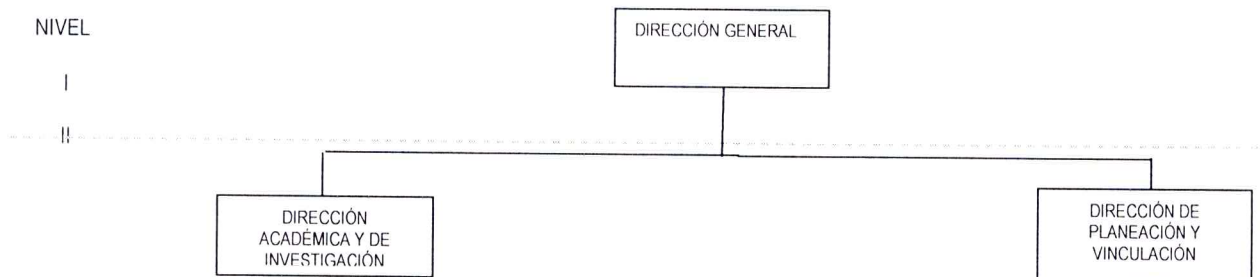 NIVEL
DIRECCIÓN GENERAL
I
II
DIRECCIÓN
ACADÉMICA Y DE
INVESTIGACIÓN
DIRECCIÓN DE
PLANEACIÓN Y
VINCULACIÓN